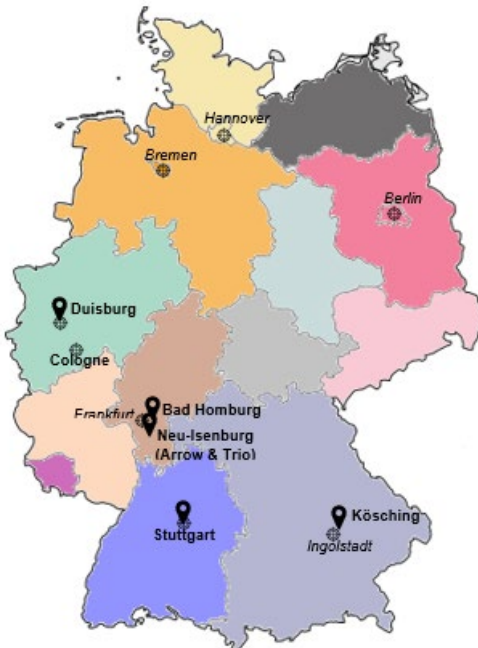 Hannover
Bremen
Berlin
Duisburg
Cologne
Frankfurt
Bad Homburg
Neu-Isenburg
(Arrow & Trio)
Stuttgart
Kösching
Ingolstadt